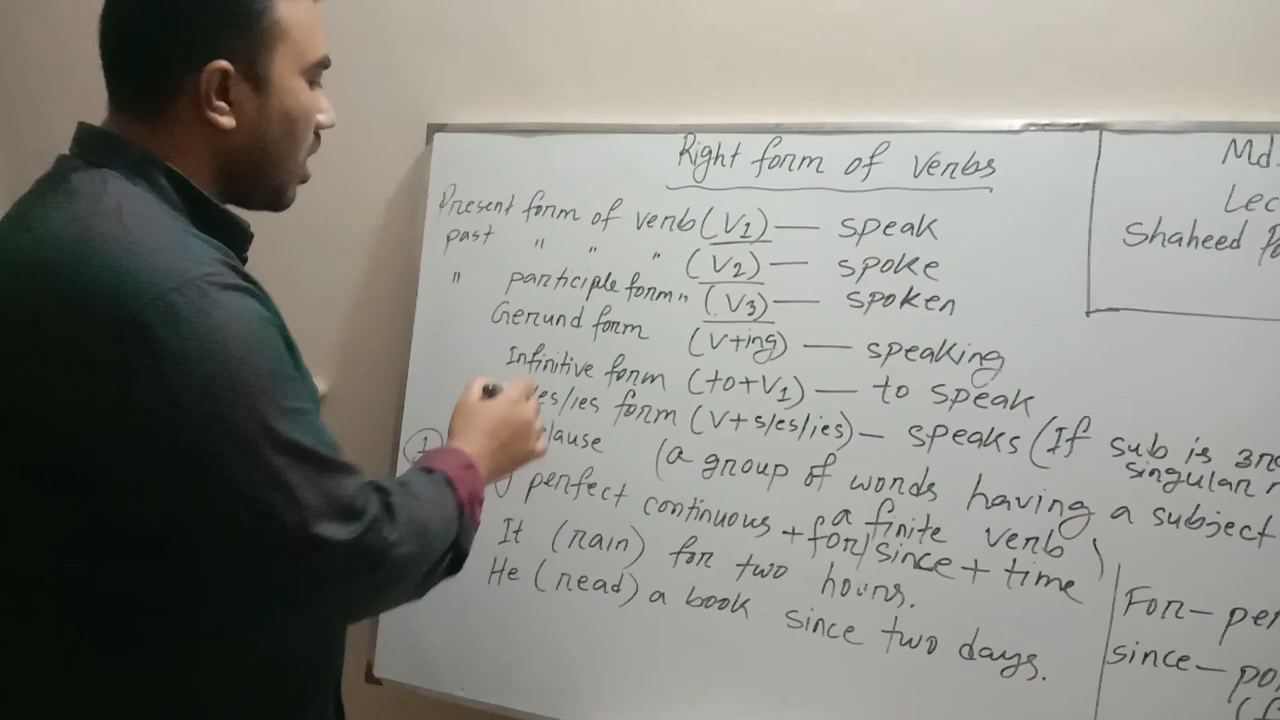 Right form of Verbs
Present form of verb (V1) — speak
past " " " (V2) — spoke
" participle form " (V3) — spoken
Gerund form (V+ing) — speaking
Infinitive form (to+V1) — to speak
/es/ies form (V+s/es/ies) — speaks (If sub is 3rd
singular n
1 clause (a group of words having a subject
a finite verb)
perfect continuous + for/since + time
It (rain) for two hours.
He (read) a book since two days.
Md.
Lec
Shaheed
For — per
since — poi